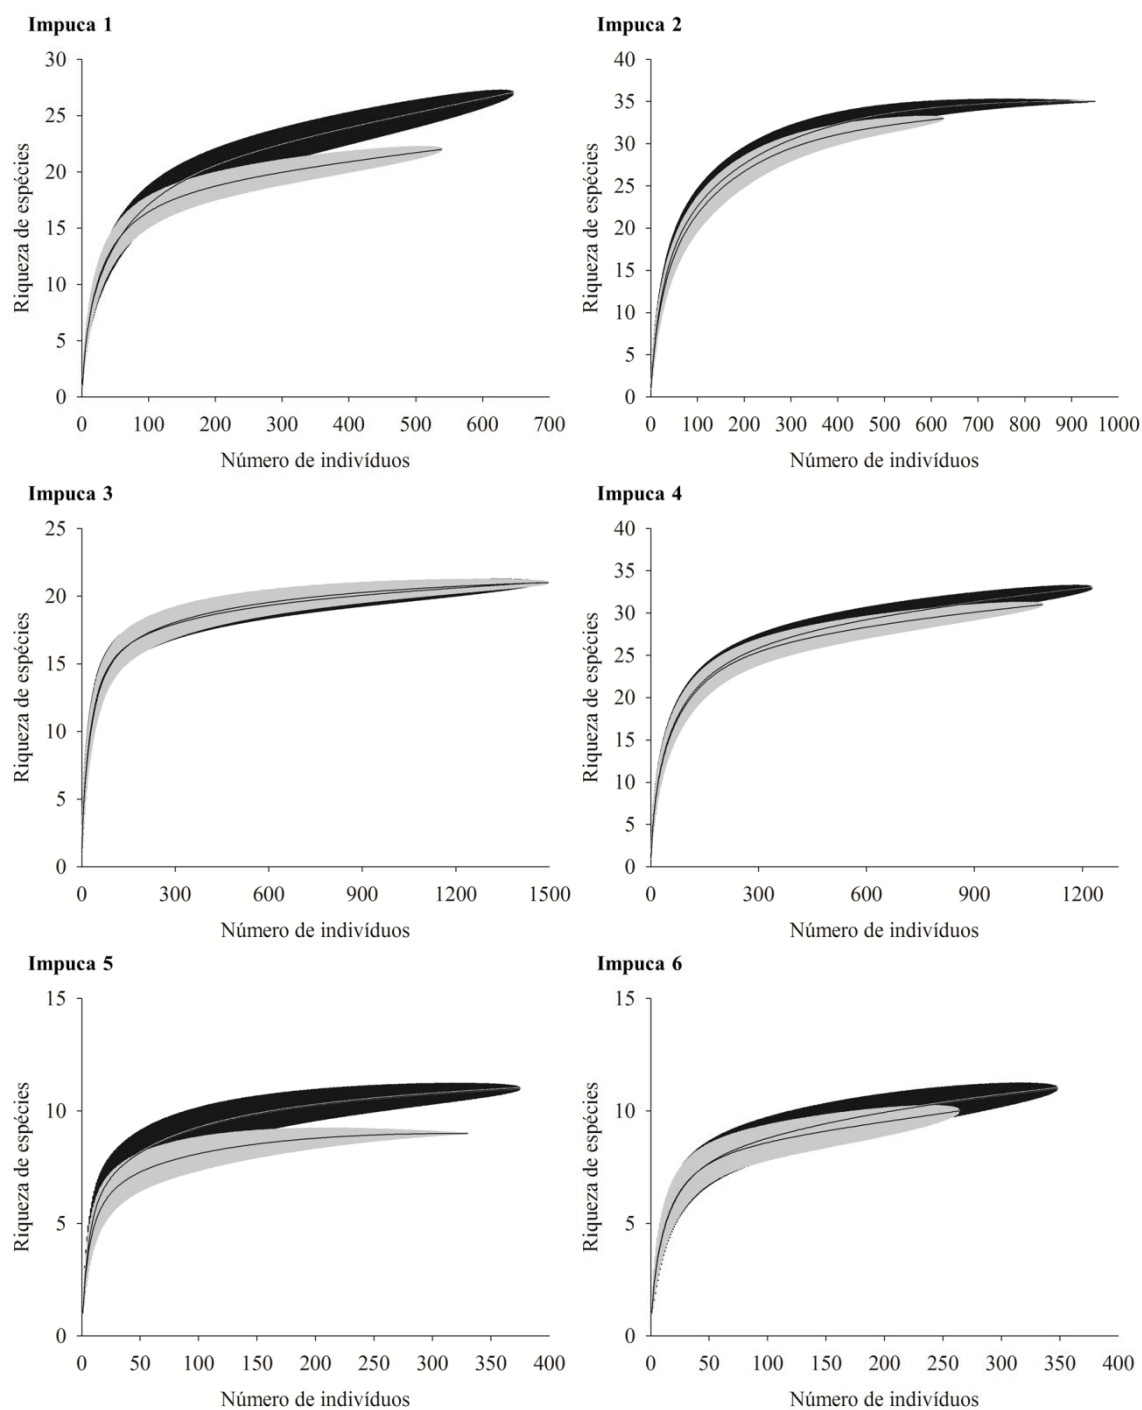 Impuca 1
30
25
20
15
10
5
0
Riqueza de espécies
0 100 200 300 400 500 600 700
Número de indivíduos
Impuca 2
40
35
30
25
20
15
10
5
0
Riqueza de espécies
0 100 200 300 400 500 600 700 800 900 1000
Número de indivíduos
Impuca 3
25
20
15
10
5
0
Riqueza de espécies
0 300 600 900 1200 1500
Número de indivíduos
Impuca 4
40
35
30
25
20
15
10
5
0
Riqueza de espécies
0 300 600 900 1200
Número de indivíduos
Impuca 5
15
10
5
0
Riqueza de espécies
0 50 100 150 200 250 300 350 400
Número de indivíduos
Impuca 6
15
10
5
0
Riqueza de espécies
0 50 100 150 200 250 300 350 400
Número de indivíduos